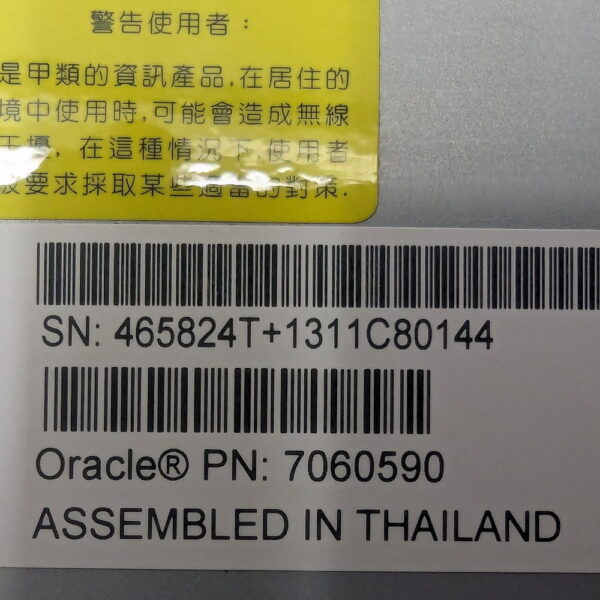 警告使用者：
是甲類的資訊產品,在居住的
境中使用時,可能會造成無線
干擾, 在這種情況下 使用者
被要求採取某些適當的對策.
SN: 465824T+1311C80144
Oracle® PN: 7060590
ASSEMBLED IN THAILAND